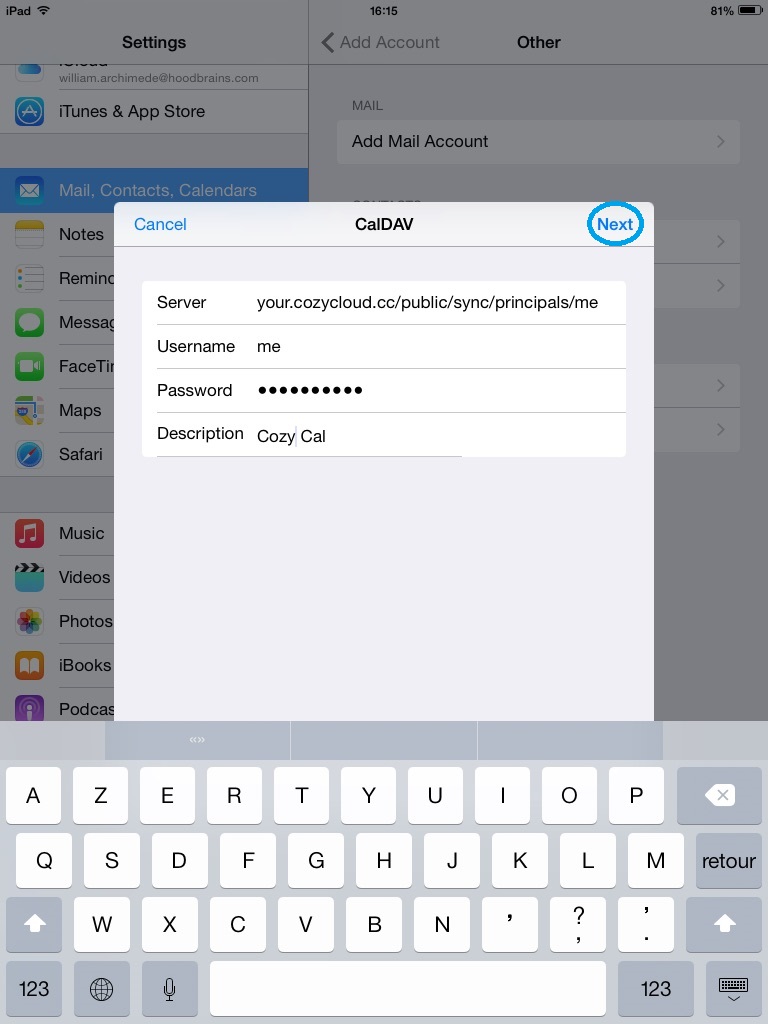 iPad 16:15 81%
Settings
Add Account Other
iCloud
william.archimede@hoodbrains.com
iTunes & App Store
MAIL
Add Mail Account
Mail, Contacts, Calendars
CONTACTS
Cancel CalDAV Next
Notes
Remind
Messag
FaceTir
Maps
Safari
Music
Videos
Photos
iBooks
Podcas
Server your.cozycloud.cc/public/sync/principals/me
Username me
Password ••••••••••
Description Cozy Cal
«»
A Z E R T Y U I O P
Q S D F G H J K L M retour
W X C V B N ' ? , ' .
123 123